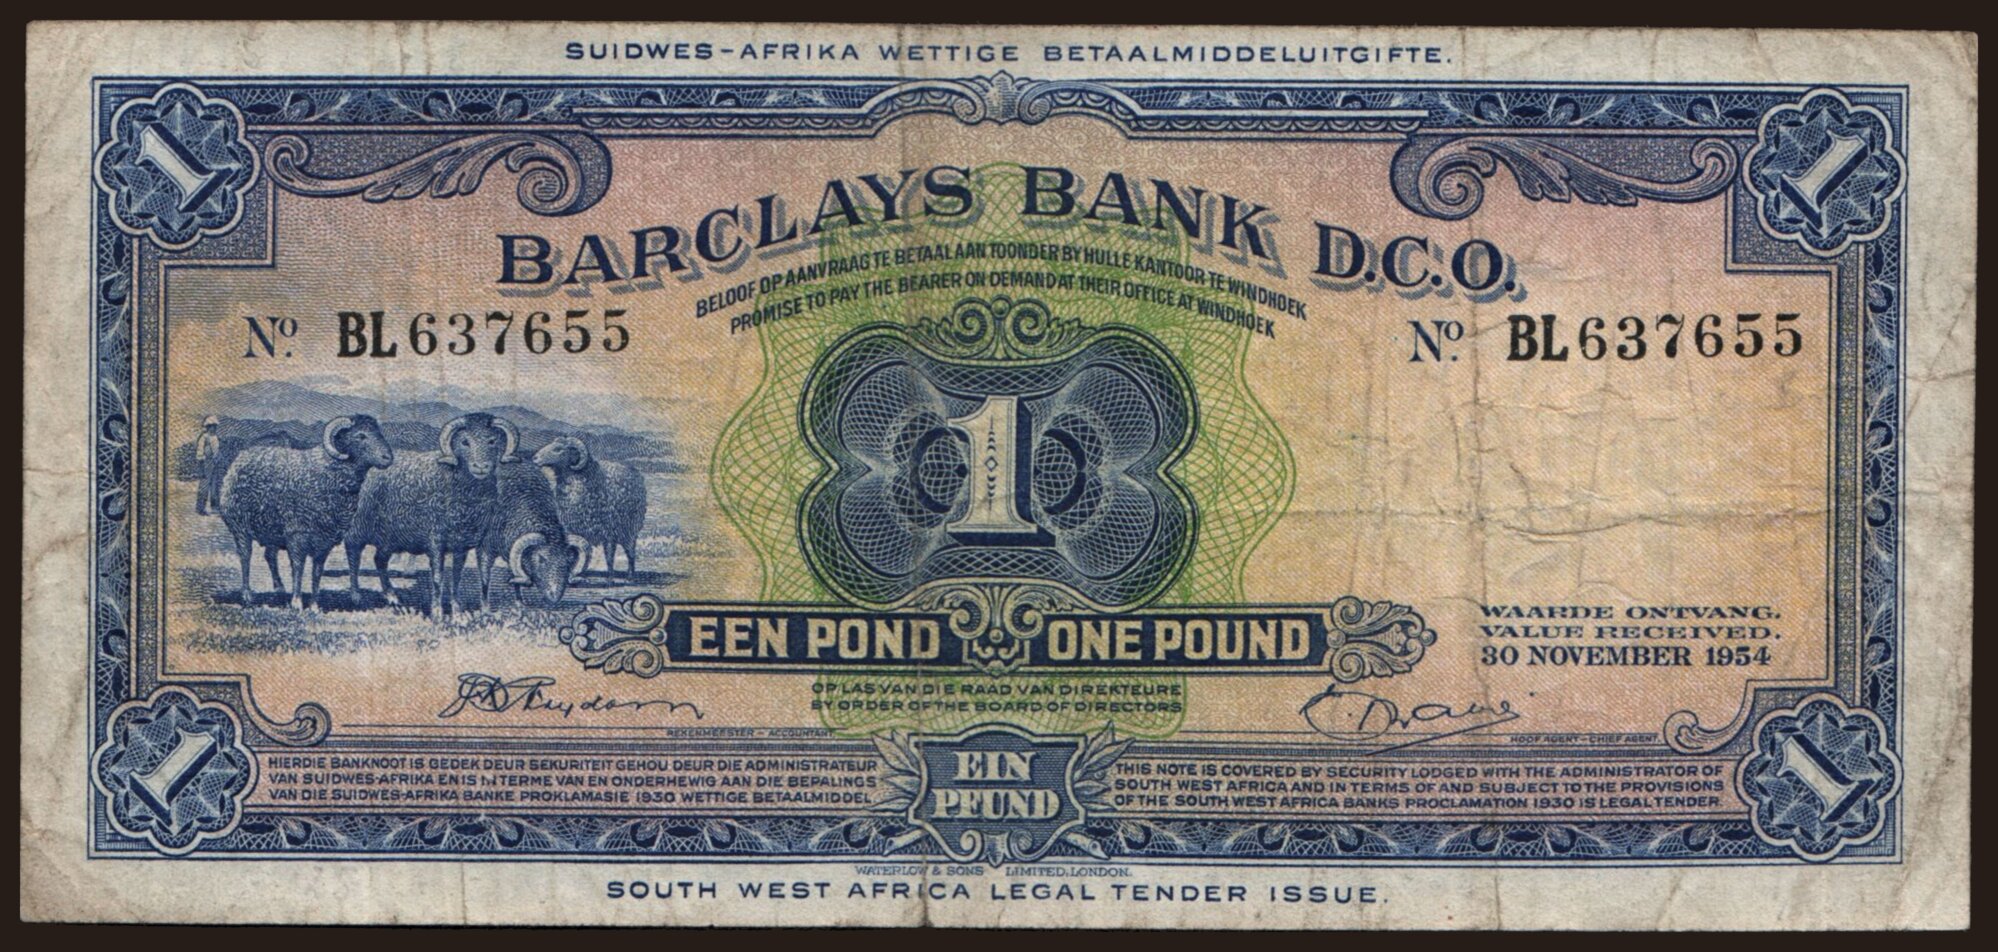 SUIDWES-AFRIKA WETTIGE BETAALMIDDELUITGIFTE.
1
1
BARCLAYS BANK D.C.O.
BELOOF OP AANVRAAG TE BETAAL AAN TOONDER BY HULLE KANTOOR TE WINDHOEK
PROMISE TO PAY THE BEARER ON DEMAND AT THEIR OFFICE AT WINDHOEK
Nº. BL637655
Nº. BL637655
1
EEN POND ONE POUND
WAARDE ONTVANG.
VALUE RECEIVED.
30 NOVEMBER 1954
OP LAS VAN DIE RAAD VAN DIREKTEURE
BY ORDER OF THE BOARD OF DIRECTORS
REKENMEESTER - ACCOUNTANT.
HOOF AGENT - CHIEF AGENT.
HIERDIE BANKNOOT IS GEDEK DEUR SEKURITEIT GEHOU DEUR DIE ADMINISTRATEUR
VAN SUIDWES-AFRIKA EN IS IN TERME VAN EN ONDERHEWIG AAN DIE BEPALINGS
VAN DIE SUIDWES-AFRIKA BANKE PROKLAMASIE 1930 WETTIGE BETAALMIDDEL
EIN
PFUND
THIS NOTE IS COVERED BY SECURITY LODGED WITH THE ADMINISTRATOR OF
SOUTH WEST AFRICA AND IN TERMS OF AND SUBJECT TO THE PROVISIONS
OF THE SOUTH WEST AFRICA BANKS PROCLAMATION 1930 IS LEGAL TENDER.
1
1
WATERLOW & SONS LIMITED, LONDON.
SOUTH WEST AFRICA LEGAL TENDER ISSUE.